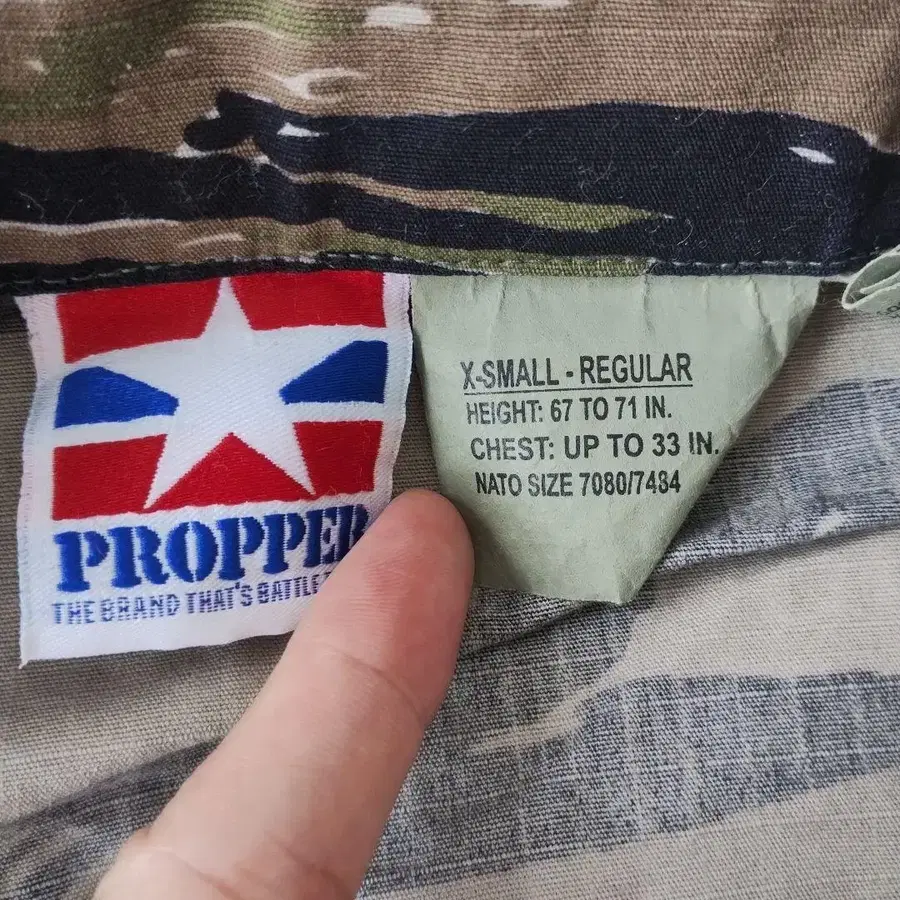 PROPPER
THE BRAND THAT'S
X-SMALL - REGULAR
HEIGHT: 67 TO 71 IN.
CHEST: UP TO 33 IN.
NATO SIZE 7080/7484